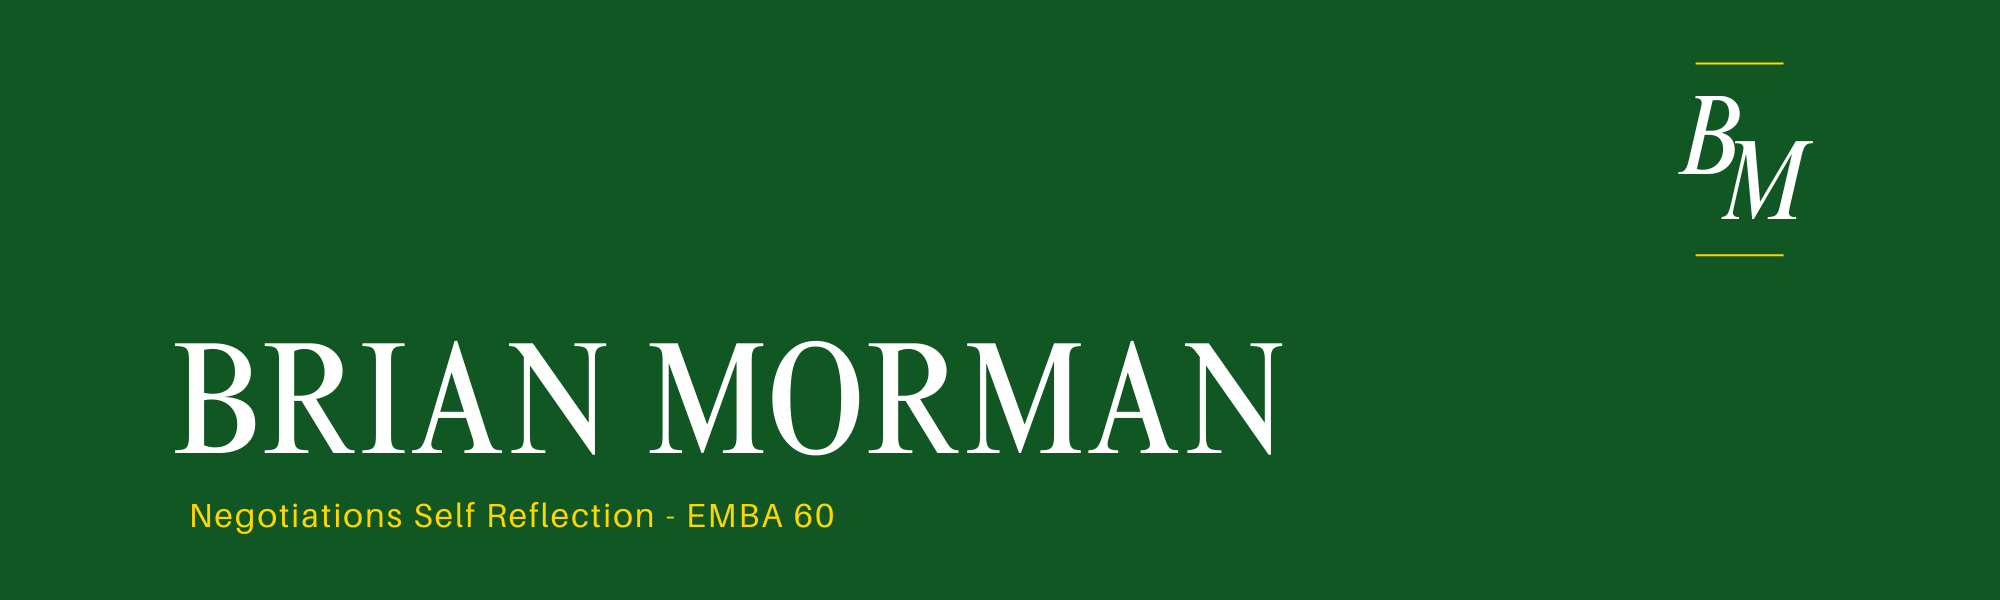 BM
BRIAN MORMAN
Negotiations Self Reflection - EMBA 60